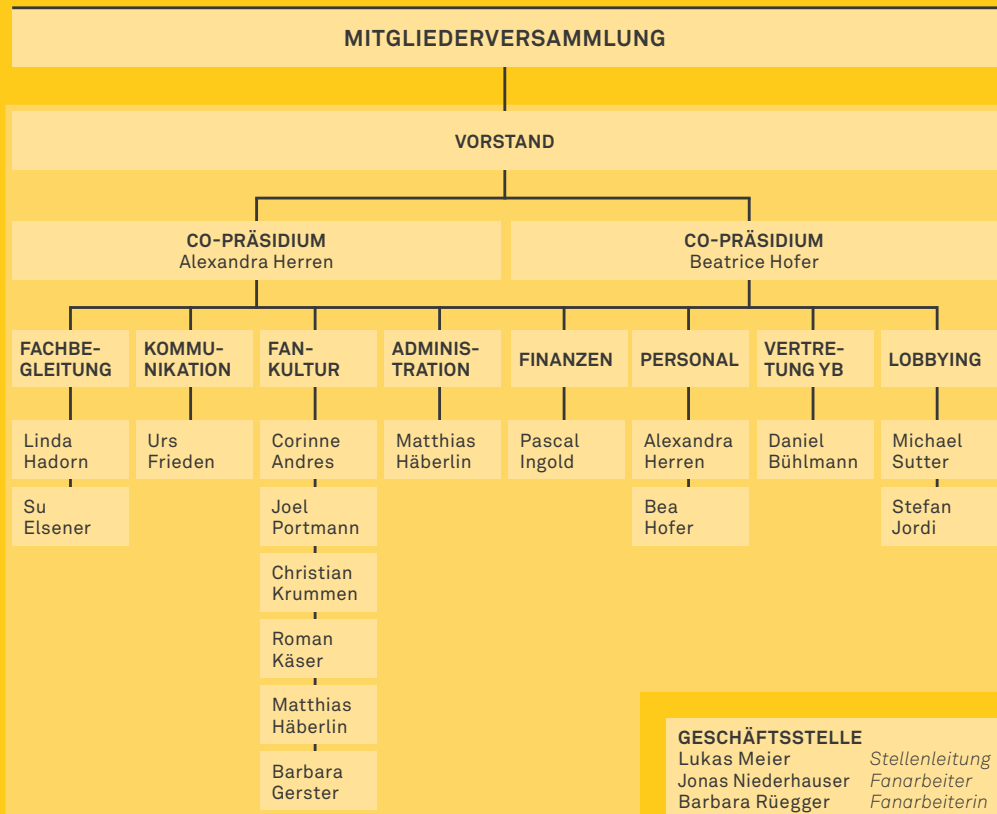 MITGLIEDERVERSAMMLUNG
VORSTAND
CO-PRÄSIDIUM
Alexandra Herren
CO-PRÄSIDIUM
Beatrice Hofer
FACHBE-
GLEITUNG
KOMMU-
NIKATION
FAN-
KULTUR
ADMINIS-
TRATION
FINANZEN
PERSONAL
VERTRE-
TUNG YB
LOBBYING
Linda
Hadorn
Su
Elsener
Urs
Frieden
Corinne
Andres
Joel
Portmann
Christian
Krummen
Roman
Käser
Matthias
Häberlin
Barbara
Gerster
Matthias
Häberlin
Pascal
Ingold
Alexandra
Herren
Bea
Hofer
Daniel
Bühlmann
Michael
Sutter
Stefan
Jordi
GESCHÄFTSSTELLE
Lukas Meier Stellenleitung
Jonas Niederhauser Fanarbeiter
Barbara Rüegger Fanarbeiterin